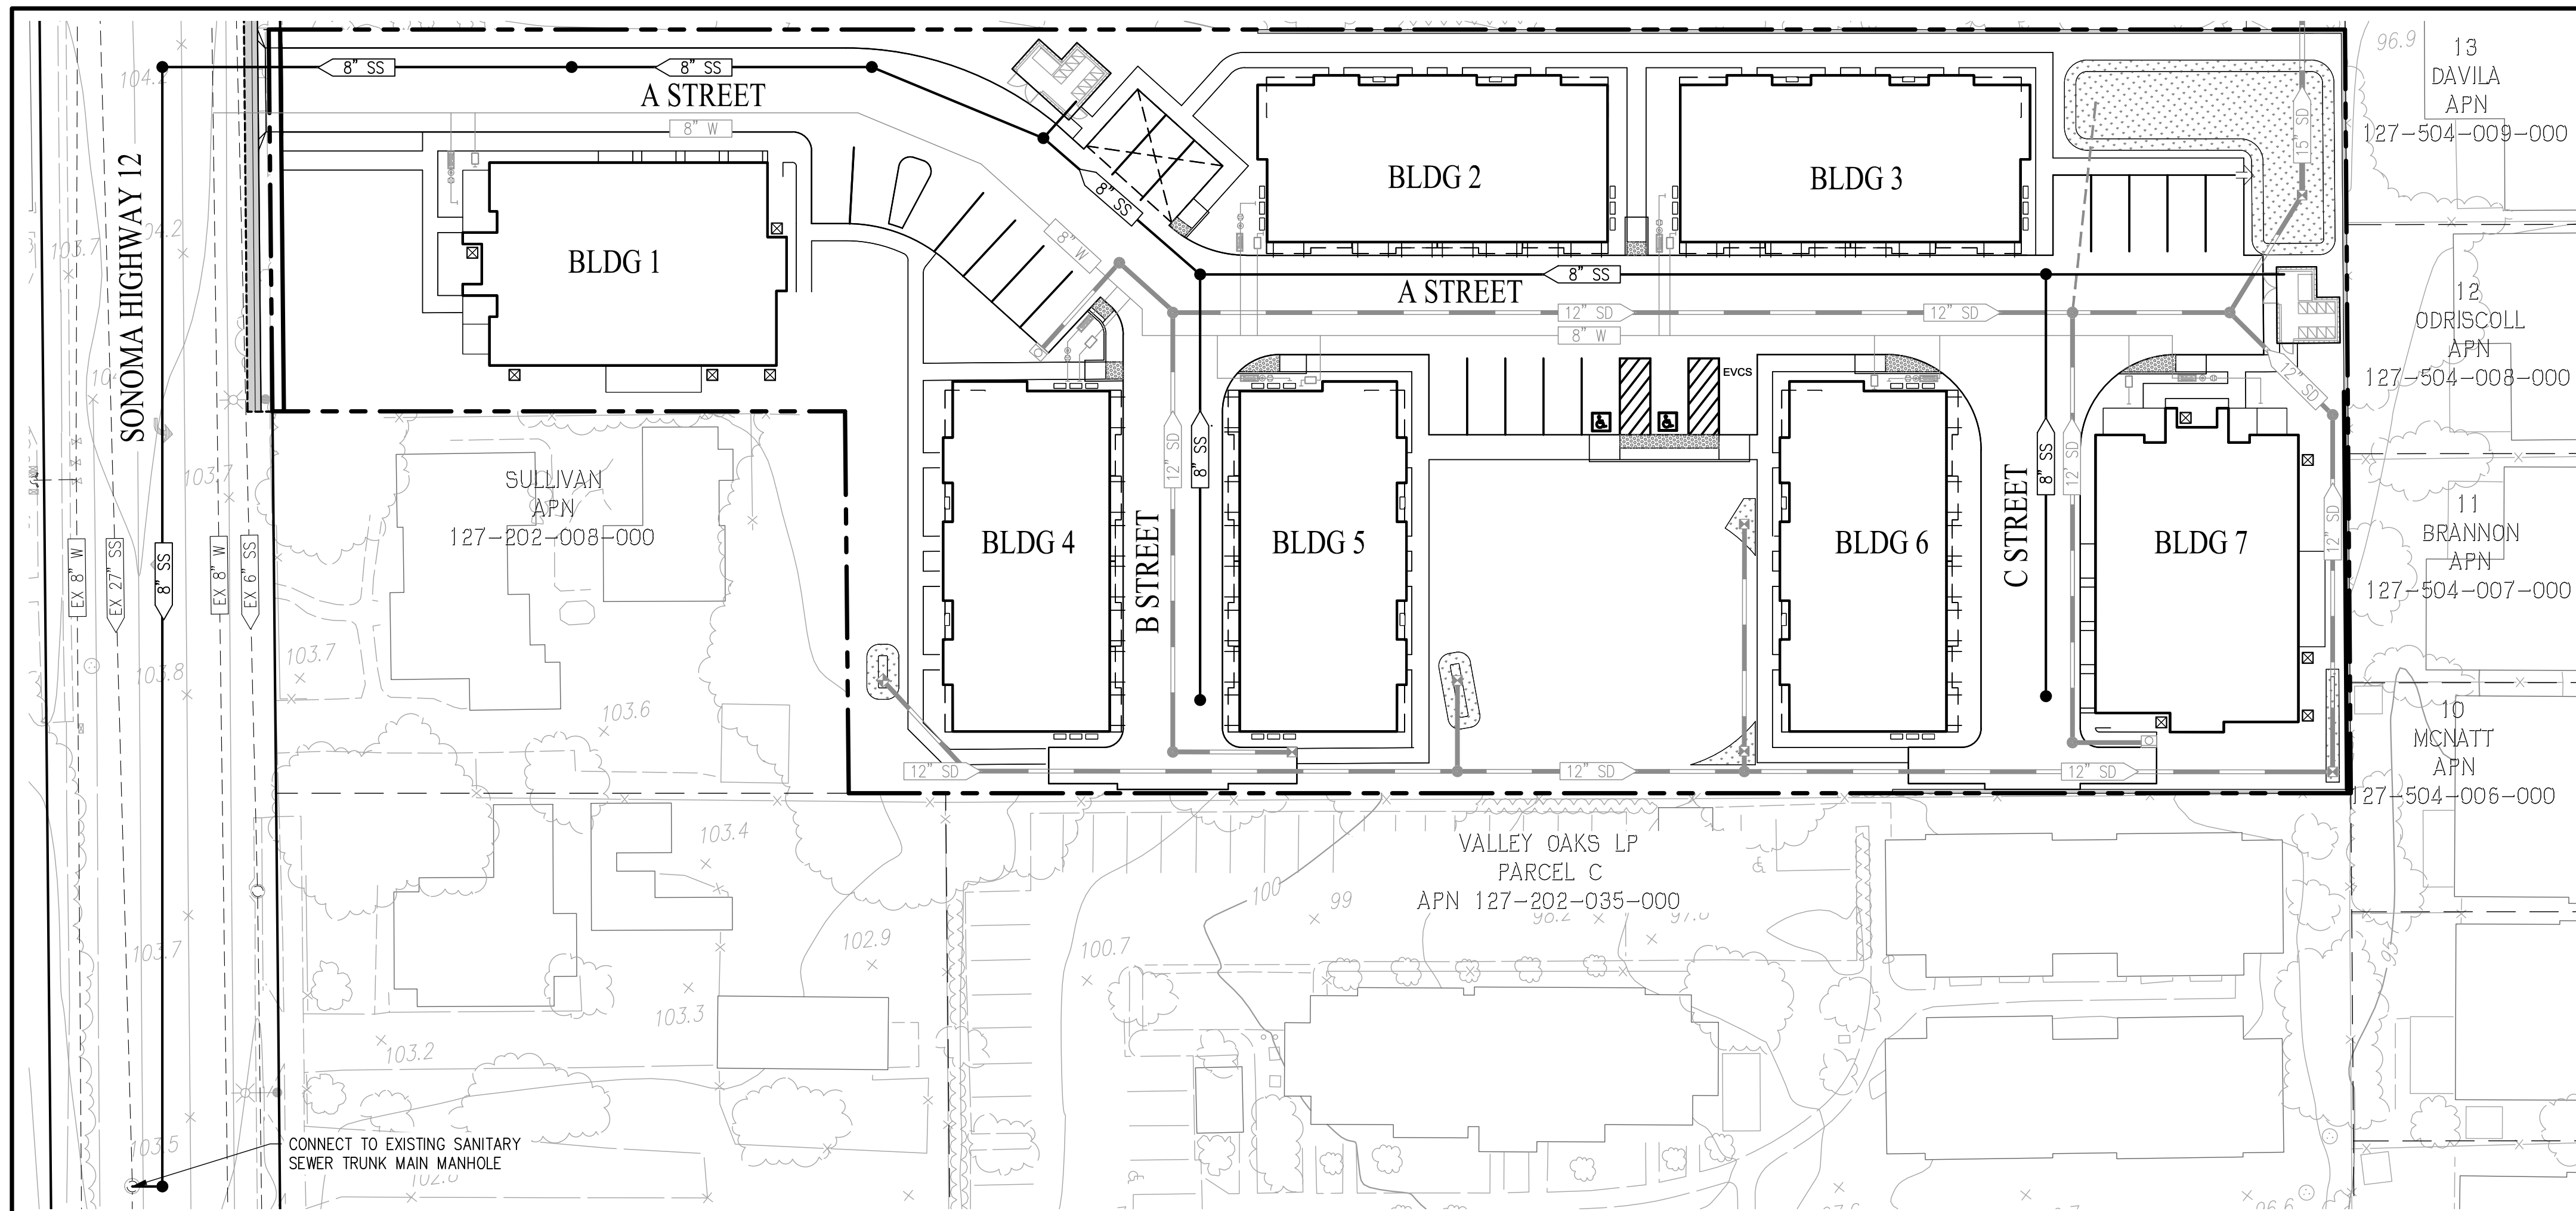 96.9
13
DAVILA
APN
127-504-009-000
8" SS
8" SS
A STREET
8" W
15" SD
BLDG 2
BLDG 3
8" SS
SONOMA HIGHWAY 12
103.7
BLDG 1
8" W
8" SS
A STREET
12" SD
12" SD
8" W
12
ODRISCOLL
APN
127-504-008-000
12" SD
EVCS
103.7
SULLIVAN
APN
127-202-008-000
12" SD
8" SS
8" SS
12' SD
C STREET
11
BRANNON
APN
127-504-007-000
12" SD
EX 8" W
EX 27" SS
8" SS
EX 8" W
EX 6" SS
BLDG 4
B STREET
BLDG 5
BLDG 6
BLDG 7
103.7
103.8
103.6
10
MCNATT
APN
127-504-006-000
12" SD
12" SD
12" SD
103.4
VALLEY OAKS LP
PARCEL C
APN 127-202-035-000
100
99
103.7
102.9
100.7
95
103.3
103.2
103.5
CONNECT TO EXISTING SANITARY
SEWER TRUNK MAIN MANHOLE